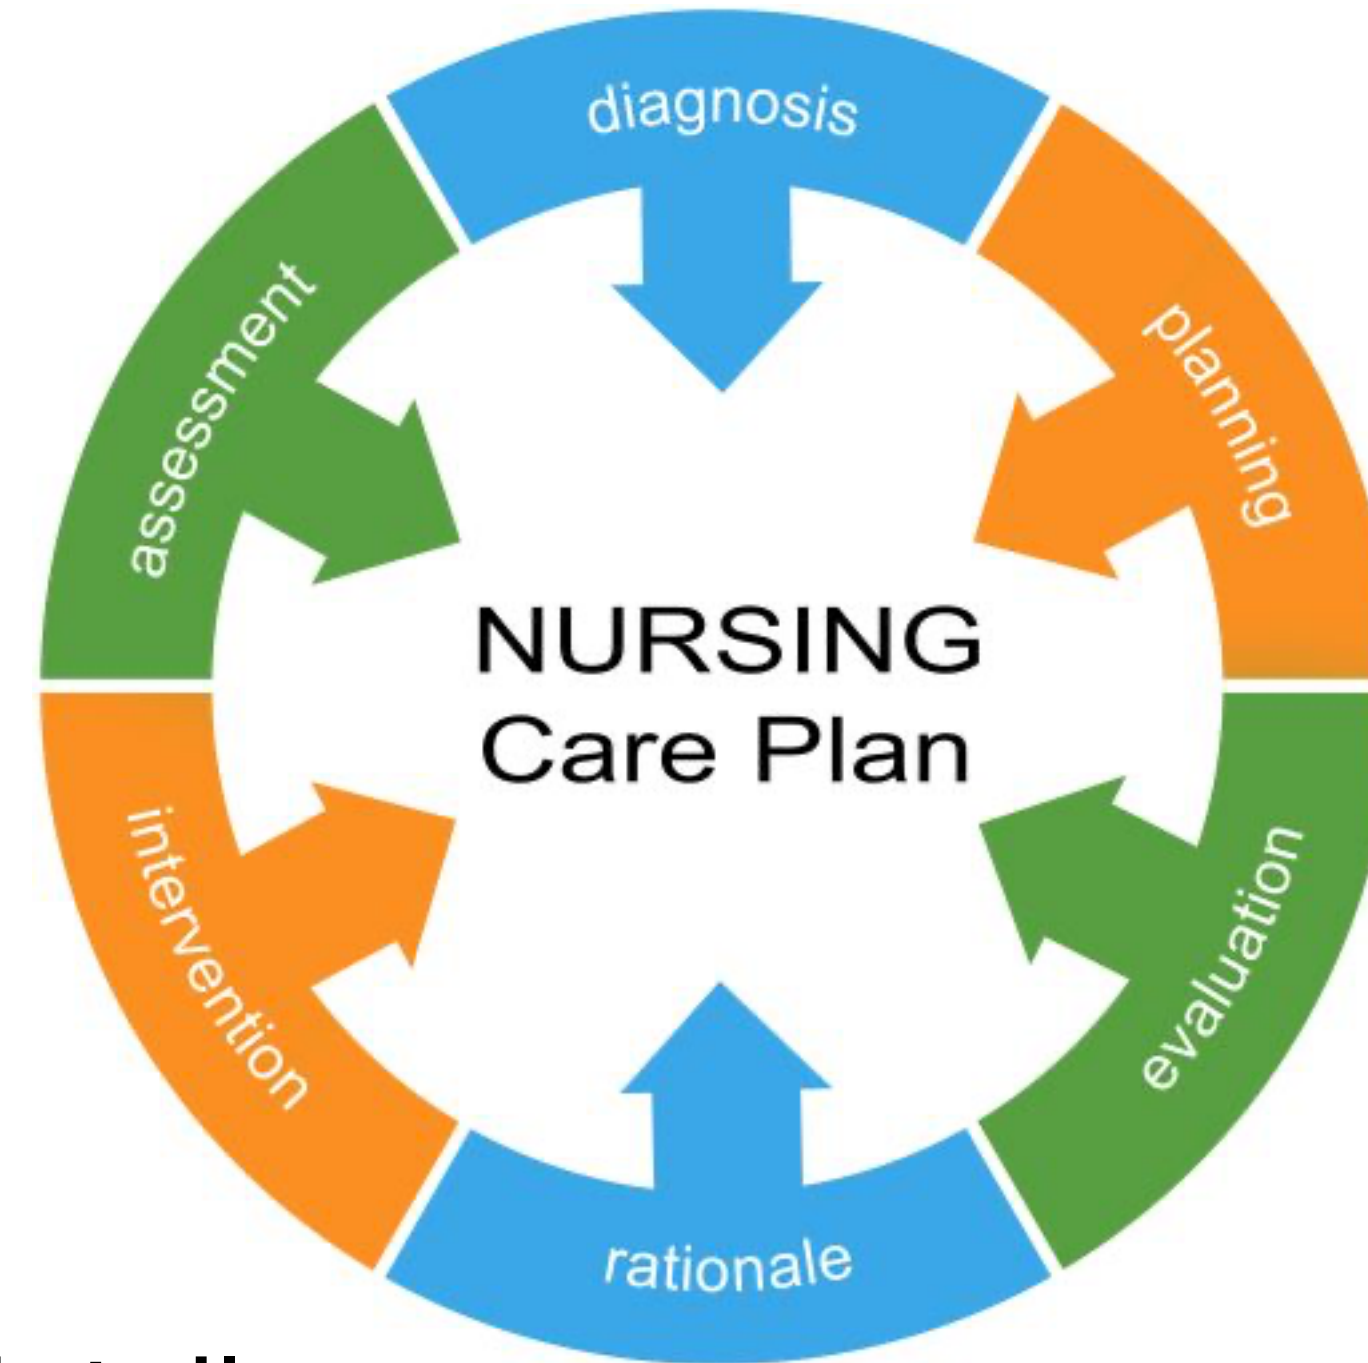 diagnosis
planning
assessment
NURSING
Care Plan
intervention
evaluation
rationale